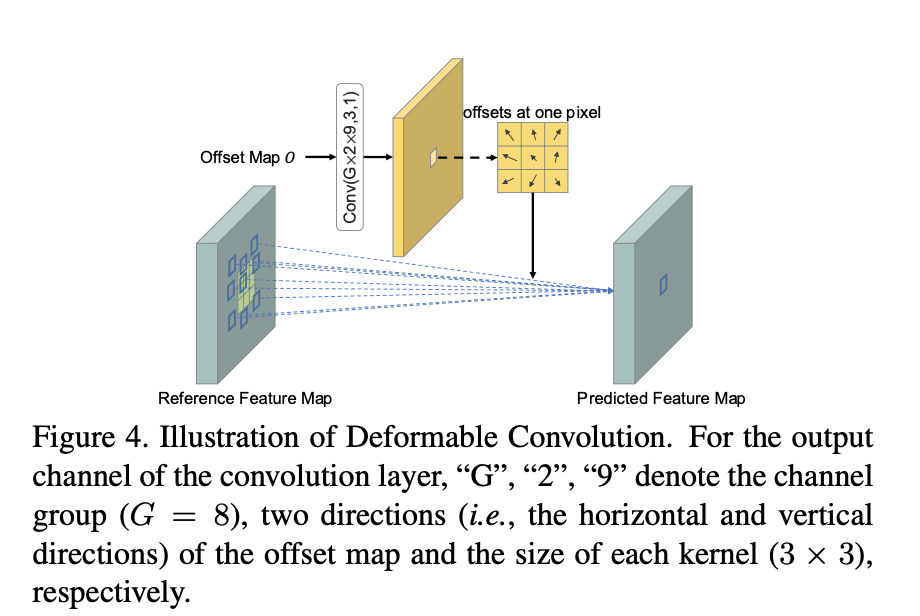 offsets at one pixel
Offset Map O
Conv(G×2×9,3,1)
Reference Feature Map
Predicted Feature Map
Figure 4. Illustration of Deformable Convolution. For the output
channel of the convolution layer, “G”, “2”, “9” denote the channel
group (G = 8), two directions (i.e., the horizontal and vertical
directions) of the offset map and the size of each kernel (3 × 3),
respectively.